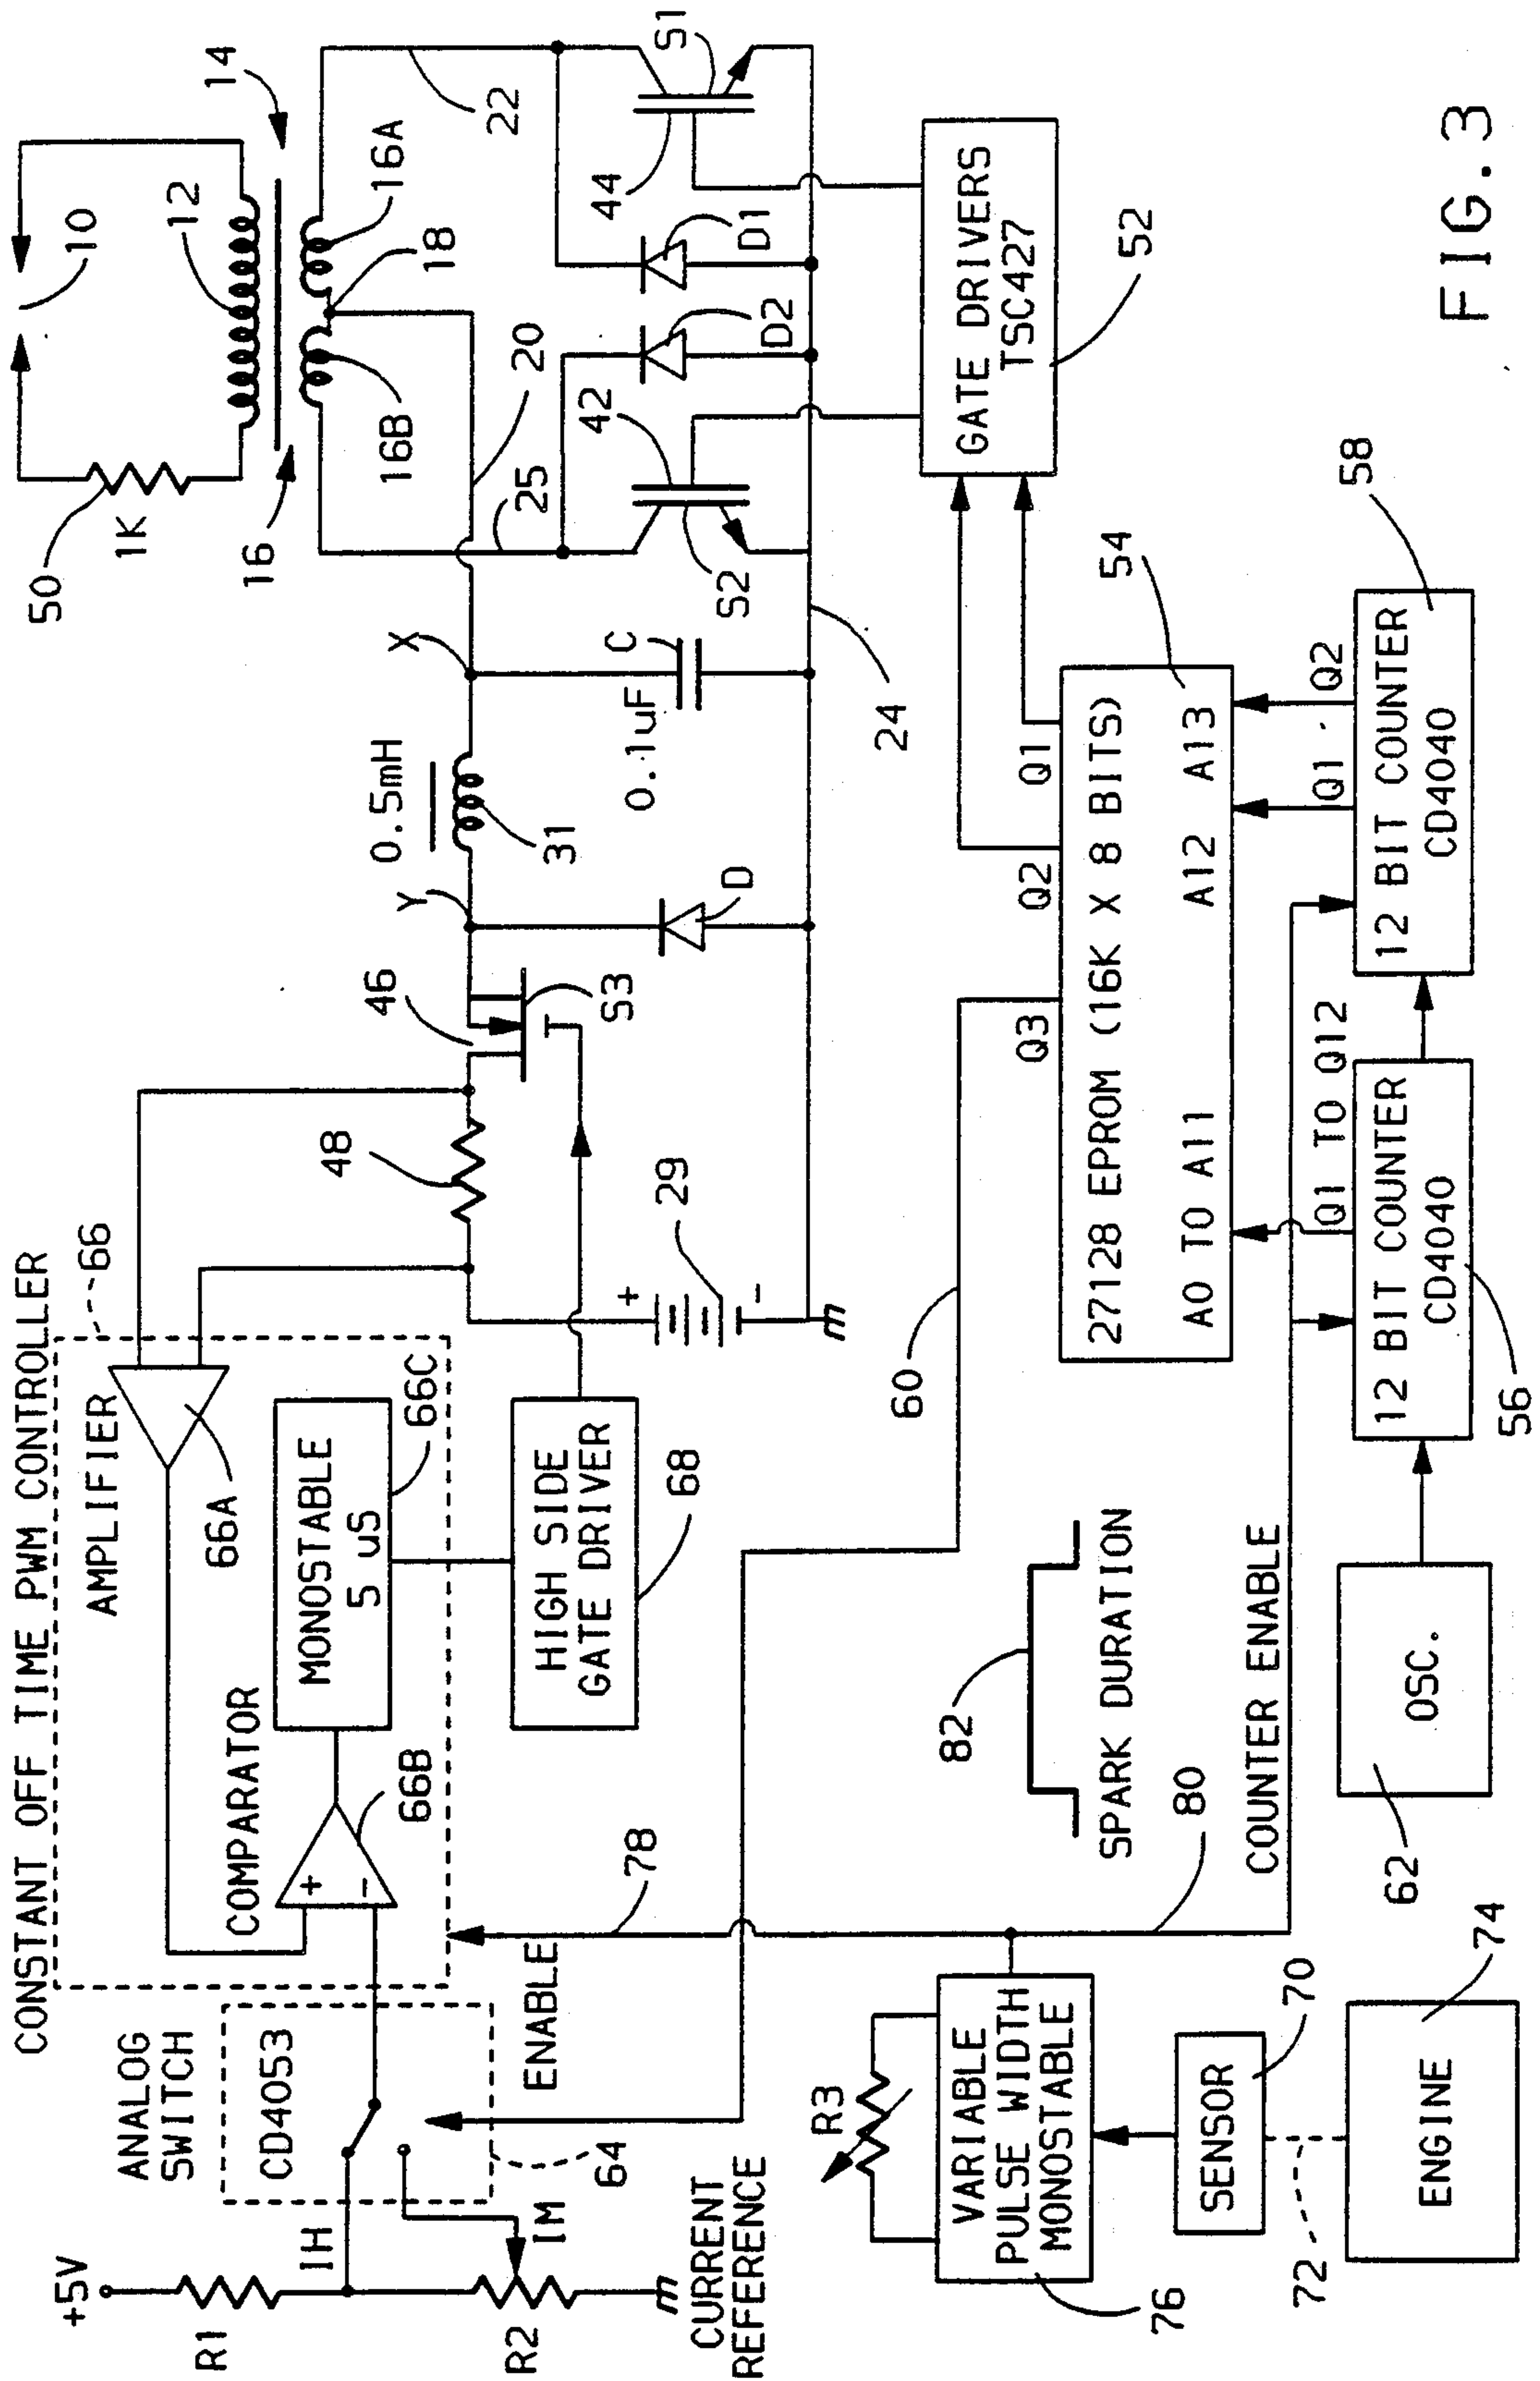 CONSTANT OFF TIME PWM CONTROLLER
66
AMPLIFIER
66A
COMPARATOR
+
-
66B
MONOSTABLE
5 uS
66C
HIGH SIDE
GATE DRIVER
68
ANALOG
SWITCH
CD4053
64
ENABLE
78
+5V
R1
IH
R2
IM
CURRENT
REFERENCE
48
46
S3
29
+
-
Y
0.5mH
31
D
X
C
0.1uF
20
24
25
22
50
1K
10
12
14
16
16A
16B
18
42
S2
D2
D1
44
S1
GATE DRIVERS
TSC427
52
Q1
Q2
Q3
27128 EPROM (16K X 8 BITS)
A0 TO A11
A12
A13
54
60
Q1 TO Q12
Q1
Q2
12 BIT COUNTER
CD4040
56
12 BIT COUNTER
CD4040
58
82
SPARK DURATION
COUNTER ENABLE
80
OSC.
62
R3
VARIABLE
PULSE WIDTH
MONOSTABLE
76
SENSOR
70
72
ENGINE
74
FIG.3